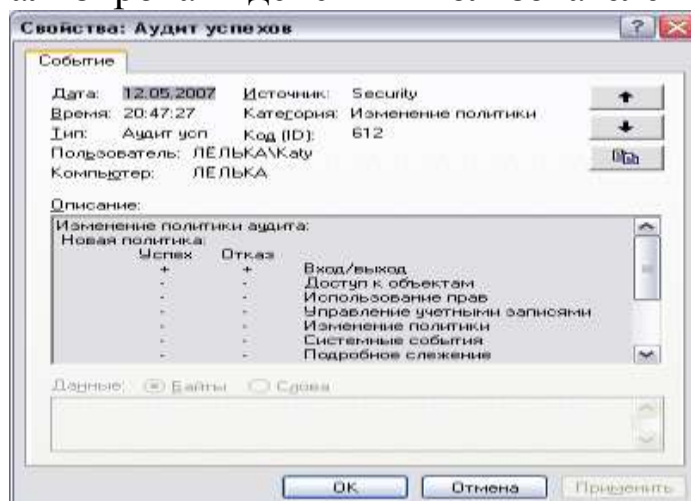 Свойства: Аудит успехов
Событие
Дата: 12.05.2007 Источник: Security
Время: 20:47:27 Категория: Изменение политики
Тип: Аудит усп Код (ID): 612
Пользователь: ЛЁЛЬКА\Katy
Компьютер: ЛЁЛЬКА
Описание:
Изменение политики аудита:
Новая политика:
Успех Отказ
+ + Вход/выход
- - Доступ к объектам
- - Использование прав
- - Управление учетными записями
- - Изменение политики
- - Системные события
- - Подробное слежение
Данные: Байты Слова
ОК Отмена Применить